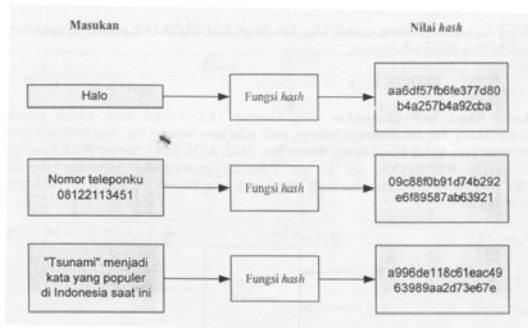 Masukan
Nilai hash
Halo
Fungsi hash
aa6df57fb6fe377d80
b4a257b4a92cba
Nomor teleponku
08122113451
Fungsi hash
09c88f0b91d74b292
e6f89587ab63921
"Tsunami" menjadi
kata yang populer
di Indonesia saat ini
Fungsi hash
a996de118c61eac49
63989aa2d73e67e